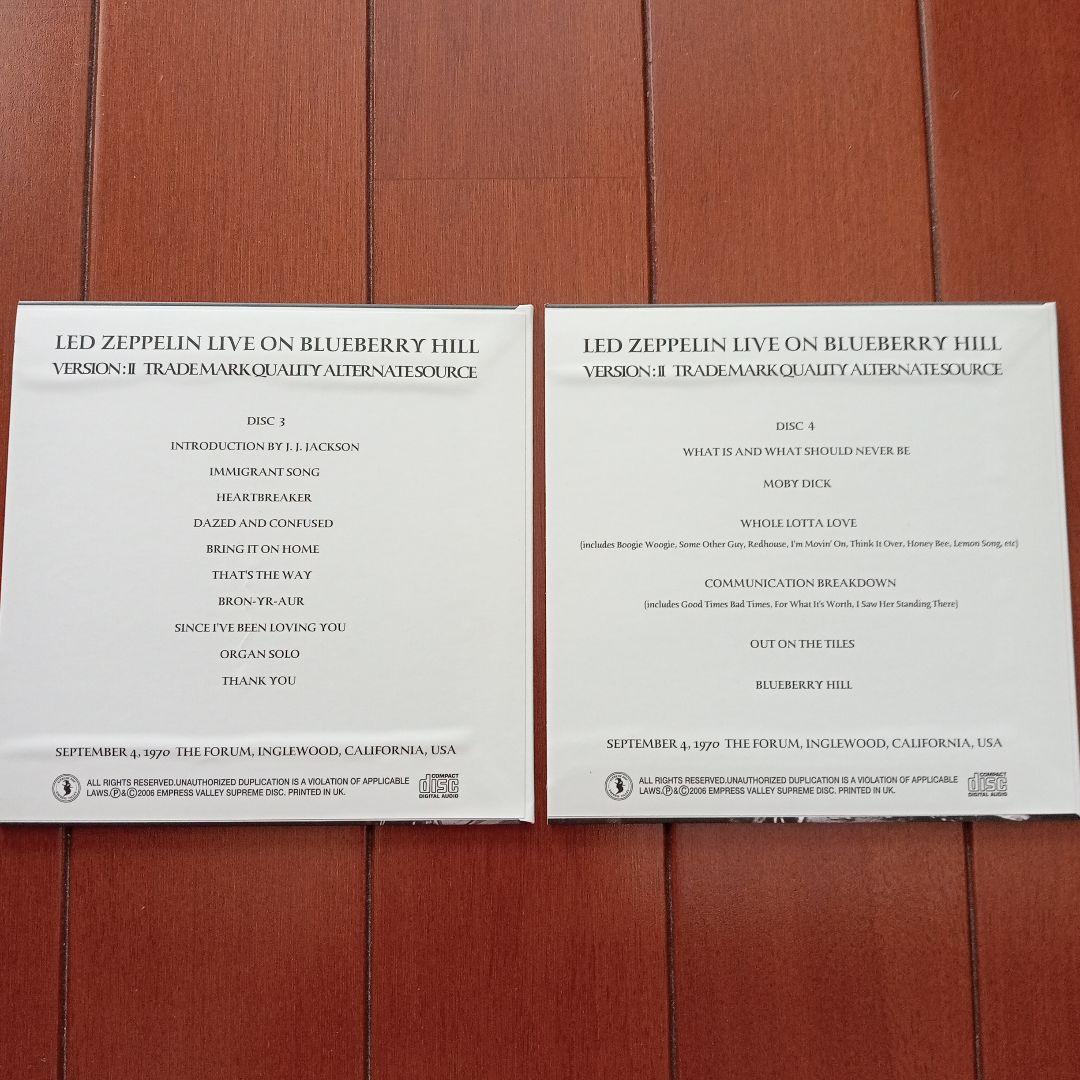 LED ZEPPELIN LIVE ON BLUEBERRY HILL
VERSION : II TRADE MARK QUALITY ALTERNATE SOURCE
DISC 3
INTRODUCTION BY J. J. JACKSON
IMMIGRANT SONG
HEARTBREAKER
DAZED AND CONFUSED
BRING IT ON HOME
THAT'S THE WAY
BRON-YR-AUR
SINCE I'VE BEEN LOVING YOU
ORGAN SOLO
THANK YOU
SEPTEMBER 4, 1970 THE FORUM, INGLEWOOD, CALIFORNIA, USA
ALL RIGHTS RESERVED.UNAUTHORIZED DUPLICATION IS A VIOLATION OF APPLICABLE
LAWS.Ⓟ&©2006 EMPRESS VALLEY SUPREME DISC. PRINTED IN UK.
COMPACT
disc
DIGITAL AUDIO
LED ZEPPELIN LIVE ON BLUEBERRY HILL
VERSION : II TRADE MARK QUALITY ALTERNATE SOURCE
DISC 4
WHAT IS AND WHAT SHOULD NEVER BE
MOBY DICK
WHOLE LOTTA LOVE
(includes Boogie Woogie, Some Other Guy, Redhouse, I'm Movin' On, Think It Over, Honey Bee, Lemon Song, etc)
COMMUNICATION BREAKDOWN
(includes Good Times Bad Times, For What It's Worth, I Saw Her Standing There)
OUT ON THE TILES
BLUEBERRY HILL
SEPTEMBER 4, 1970 THE FORUM, INGLEWOOD, CALIFORNIA, USA
ALL RIGHTS RESERVED.UNAUTHORIZED DUPLICATION IS A VIOLATION OF APPLICABLE
LAWS.Ⓟ&©2006 EMPRESS VALLEY SUPREME DISC. PRINTED IN UK.
COMPACT
disc
DIGITAL AUDIO